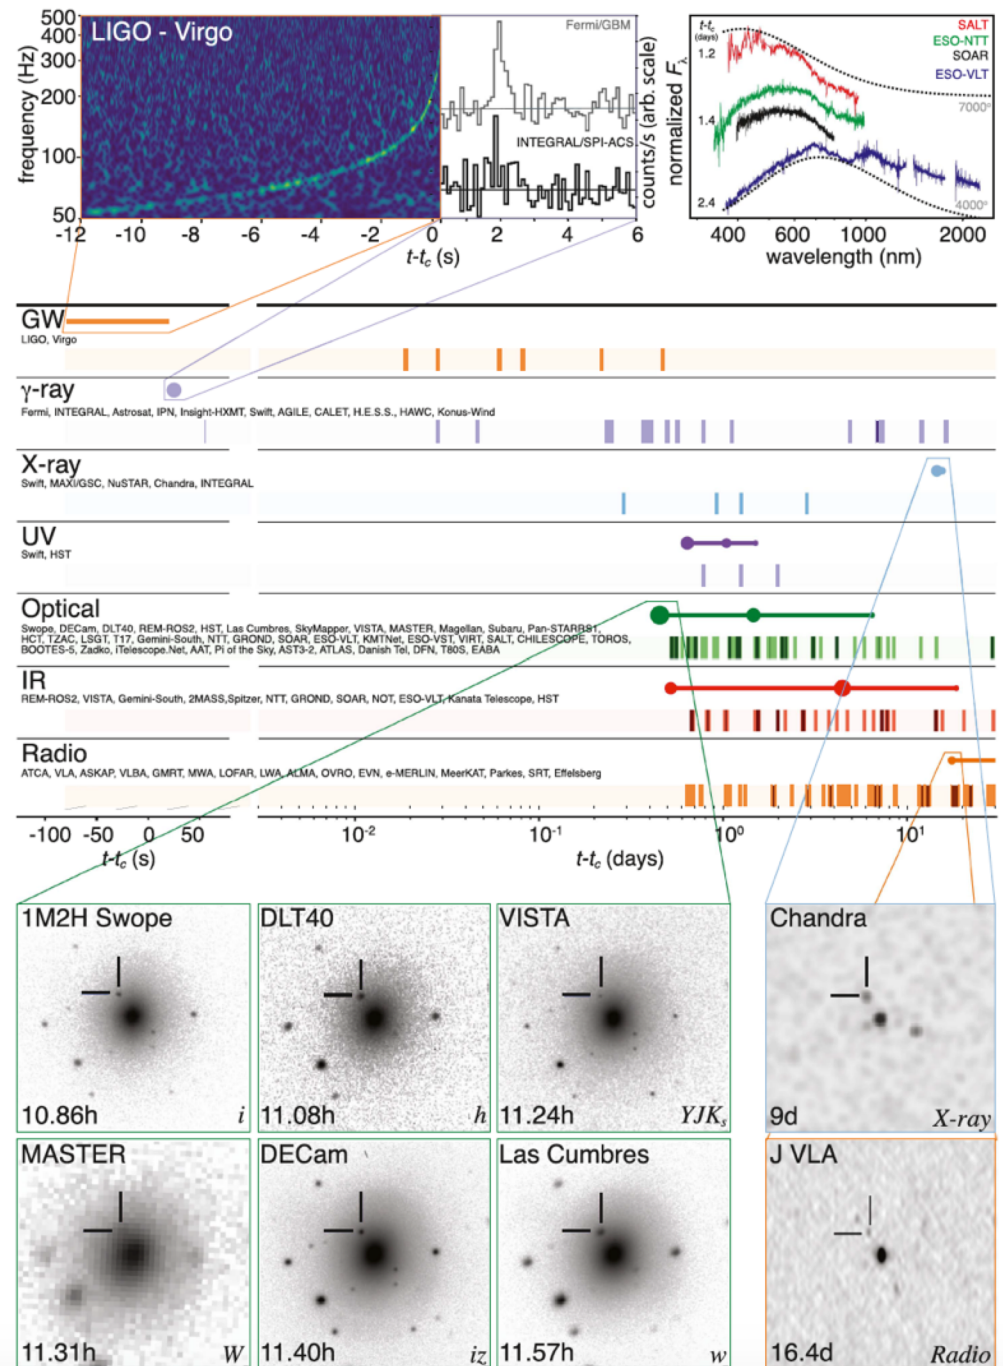 LIGO - Virgo
frequency (Hz)
500
400
300
200
100
50
-12 -10 -8 -6 -4 -2 0 2 4 6
t-tc (s)
Fermi/GBM
INTEGRAL/SPI-ACS
counts/s (arb. scale)
normalized Fλ
t-tc
(days)
1.2
1.4
2.4
SALT
ESO-NTT
SOAR
ESO-VLT
7000°
4000°
400 600 1000 2000
wavelength (nm)
GW
LIGO, Virgo
γ-ray
Fermi, INTEGRAL, Astrosat, IPN, Insight-HXMT, Swift, AGILE, CALET, H.E.S.S., HAWC, Konus-Wind
X-ray
Swift, MAXI/GSC, NuSTAR, Chandra, INTEGRAL
UV
Swift, HST
Optical
Swope, DECam, DLT40, REM-ROS2, HST, Las Cumbres, SkyMapper, VISTA, MASTER, Magellan, Subaru, Pan-STARRS1,
HCT, TZAC, LSGT, T17, Gemini-South, NTT, GROND, SOAR, ESO-VLT, KMTNet, ESO-VST, VIRT, SALT, CHILESCOPE, TOROS,
BOOTES-5, Zadko, iTelescope.Net, AAT, Pi of the Sky, AST3-2, ATLAS, Danish Tel, DFN, T80S, EABA
IR
REM-ROS2, VISTA, Gemini-South, 2MASS,Spitzer, NTT, GROND, SOAR, NOT, ESO-VLT, Kanata Telescope, HST
Radio
ATCA, VLA, ASKAP, VLBA, GMRT, MWA, LOFAR, LWA, ALMA, OVRO, EVN, e-MERLIN, MeerKAT, Parkes, SRT, Effelsberg
-100 -50 0 50 10⁻² 10⁻¹ 10⁰ 10¹
t-tc (s) t-tc (days)
1M2H Swope
10.86h i
DLT40
11.08h h
VISTA
11.24h YJKs
Chandra
9d X-ray
MASTER
11.31h W
DECam
11.40h iz
Las Cumbres
11.57h w
J VLA
16.4d Radio